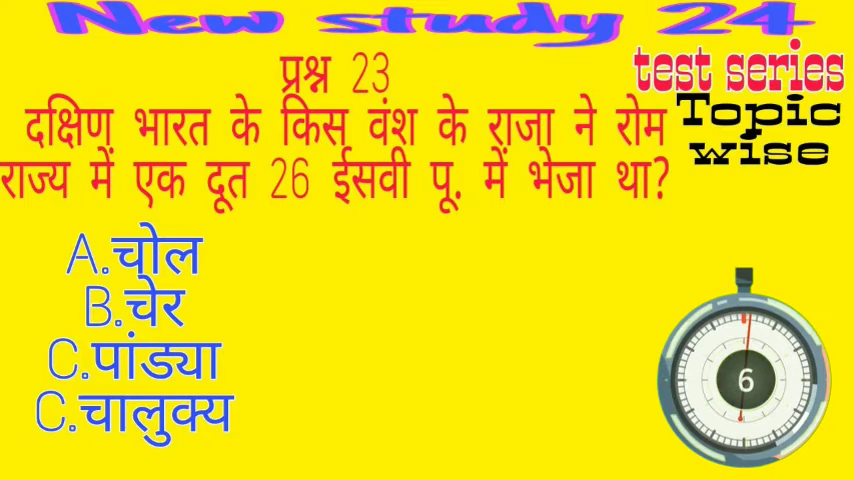 New study 24
test series
Topic
wise
प्रश्न 23
दक्षिण भारत के किस वंश के राजा ने रोम
राज्य में एक दूत 26 ईसवी पू. में भेजा था?
A.चोल
B.चेर
C.पांड्या
C.चालुक्य
6